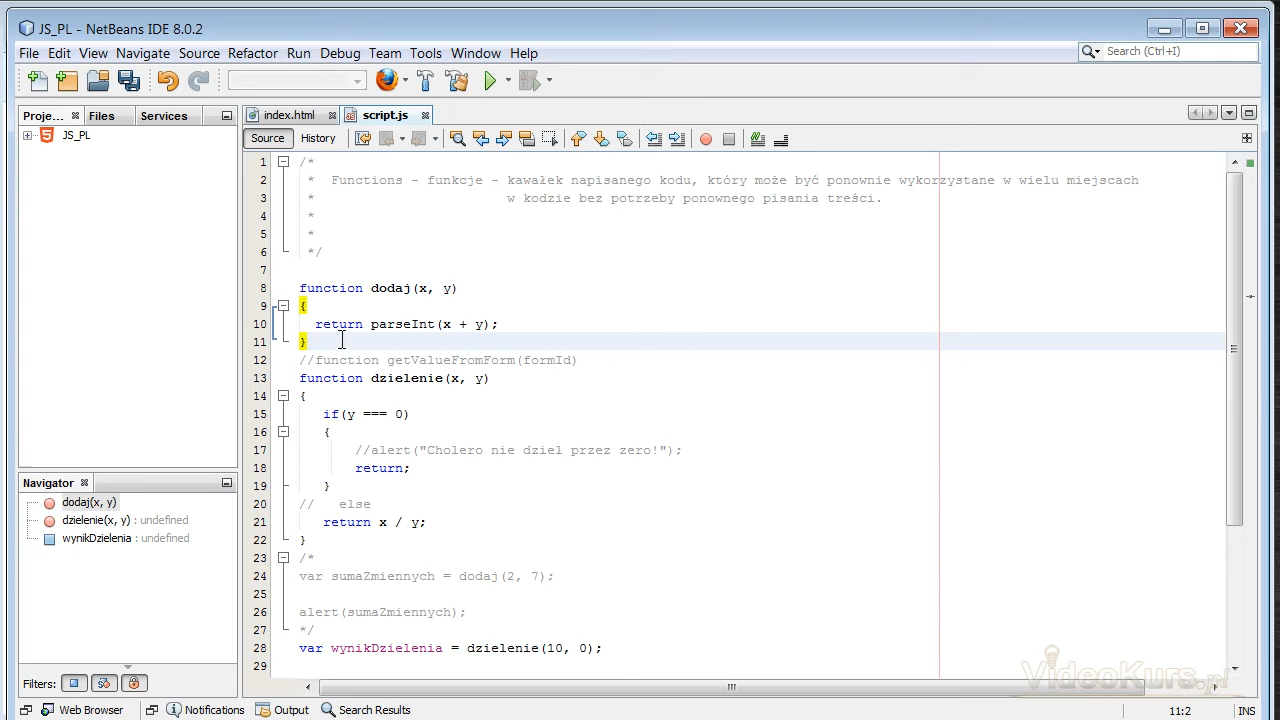 JS_PL - NetBeans IDE 8.0.2
File Edit View Navigate Source Refactor Run Debug Team Tools Window Help
Search (Ctrl+I)
Proje... Files Services
index.html script.js
JS_PL
Source History
1 /*
2 * Functions - funkcje - kawałek napisanego kodu, który może być ponownie wykorzystane w wielu miejscach
3 * w kodzie bez potrzeby ponownego pisania treści.
4 *
5 *
6 */
7
8 function dodaj(x, y)
9 {
10 return parseInt(x + y);
11 }
12 //function getValueFromForm(formId)
13 function dzielenie(x, y)
14 {
15 if(y === 0)
16 {
17 //alert("Cholero nie dziel przez zero!");
18 return;
19 }
20 // else
21 return x / y;
22 }
23 /*
24 var sumaZmiennych = dodaj(2, 7);
25
26 alert(sumaZmiennych);
27 */
28 var wynikDzielenia = dzielenie(10, 0);
29
Navigator
dodaj(x, y)
dzielenie(x, y) : undefined
wynikDzielenia : undefined
Filters:
VideoKurs.pl
Web Browser Notifications Output Search Results
11:2 INS